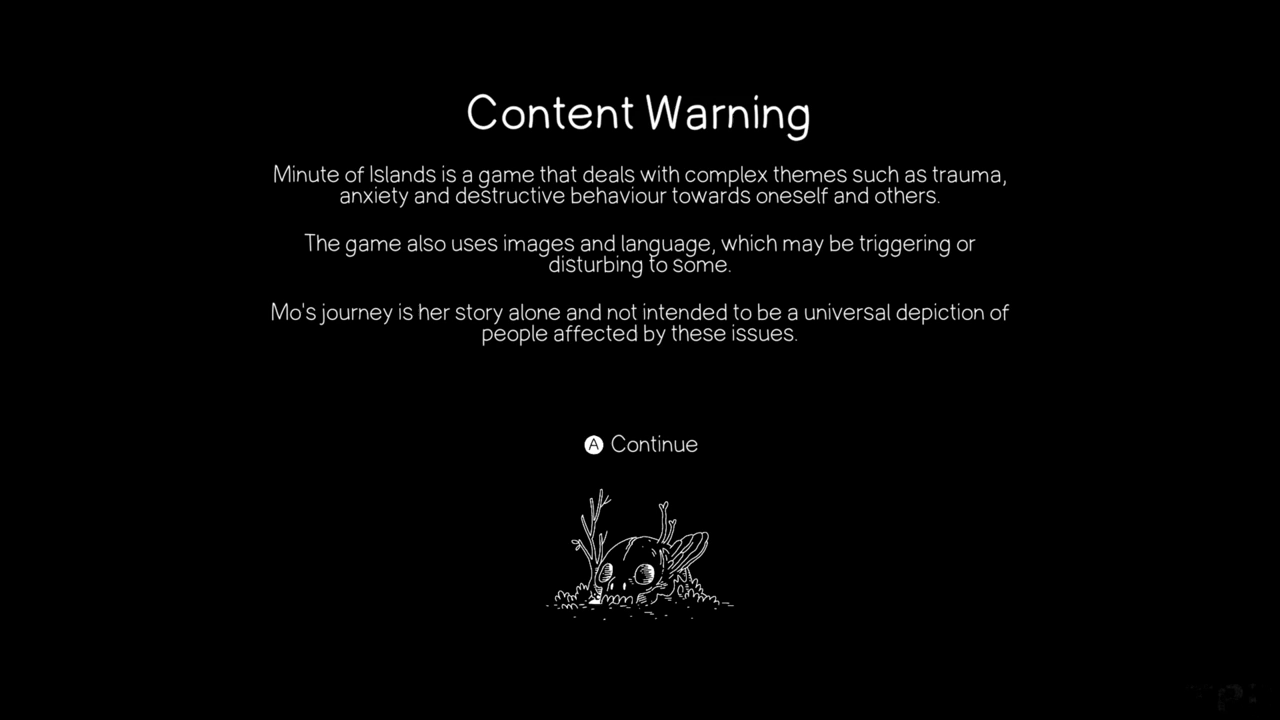 Content Warning
Minute of Islands is a game that deals with complex themes such as trauma,
anxiety and destructive behaviour towards oneself and others.
The game also uses images and language, which may be triggering or
disturbing to some.
Mo's journey is her story alone and not intended to be a universal depiction of
people affected by these issues.
A Continue